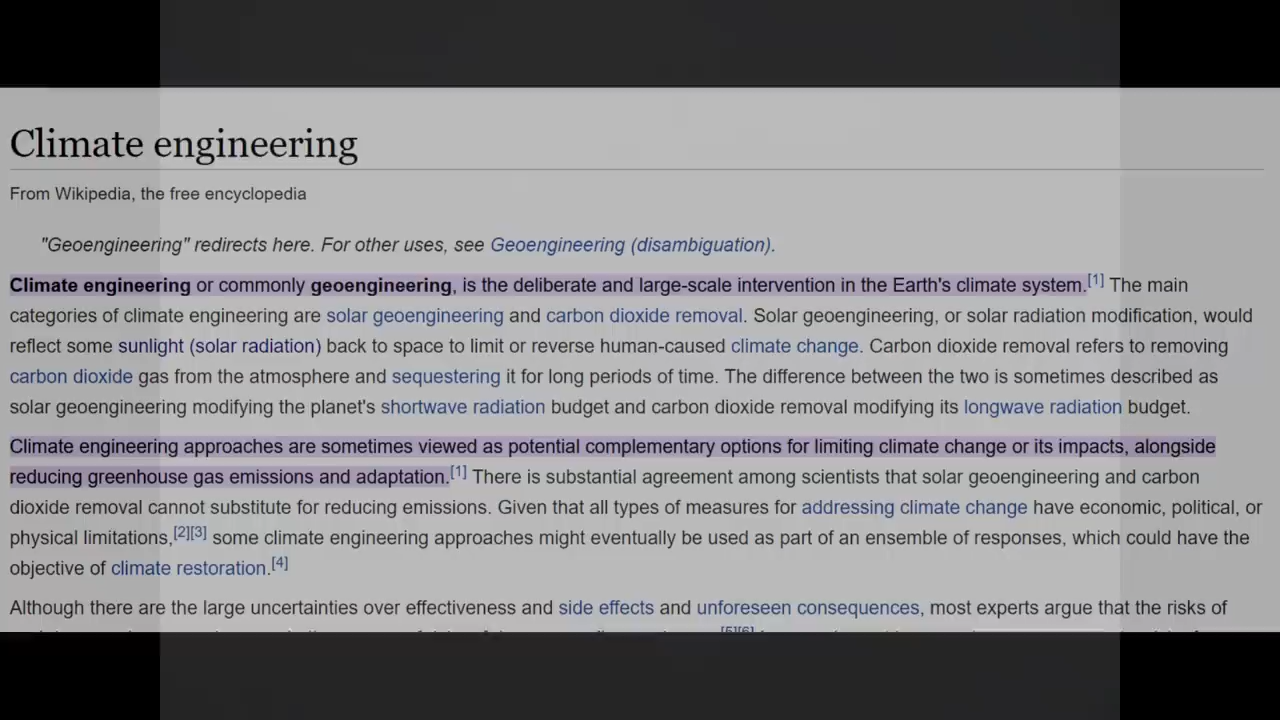 Climate engineering
From Wikipedia, the free encyclopedia
"Geoengineering" redirects here. For other uses, see Geoengineering (disambiguation).
Climate engineering or commonly geoengineering, is the deliberate and large-scale intervention in the Earth's climate system.[1] The main
categories of climate engineering are solar geoengineering and carbon dioxide removal. Solar geoengineering, or solar radiation modification, would
reflect some sunlight (solar radiation) back to space to limit or reverse human-caused climate change. Carbon dioxide removal refers to removing
carbon dioxide gas from the atmosphere and sequestering it for long periods of time. The difference between the two is sometimes described as
solar geoengineering modifying the planet's shortwave radiation budget and carbon dioxide removal modifying its longwave radiation budget.
Climate engineering approaches are sometimes viewed as potential complementary options for limiting climate change or its impacts, alongside
reducing greenhouse gas emissions and adaptation.[1] There is substantial agreement among scientists that solar geoengineering and carbon
dioxide removal cannot substitute for reducing emissions. Given that all types of measures for addressing climate change have economic, political, or
physical limitations,[2][3] some climate engineering approaches might eventually be used as part of an ensemble of responses, which could have the
objective of climate restoration.[4]
Although there are the large uncertainties over effectiveness and side effects and unforeseen consequences, most experts argue that the risks of
[5][6]